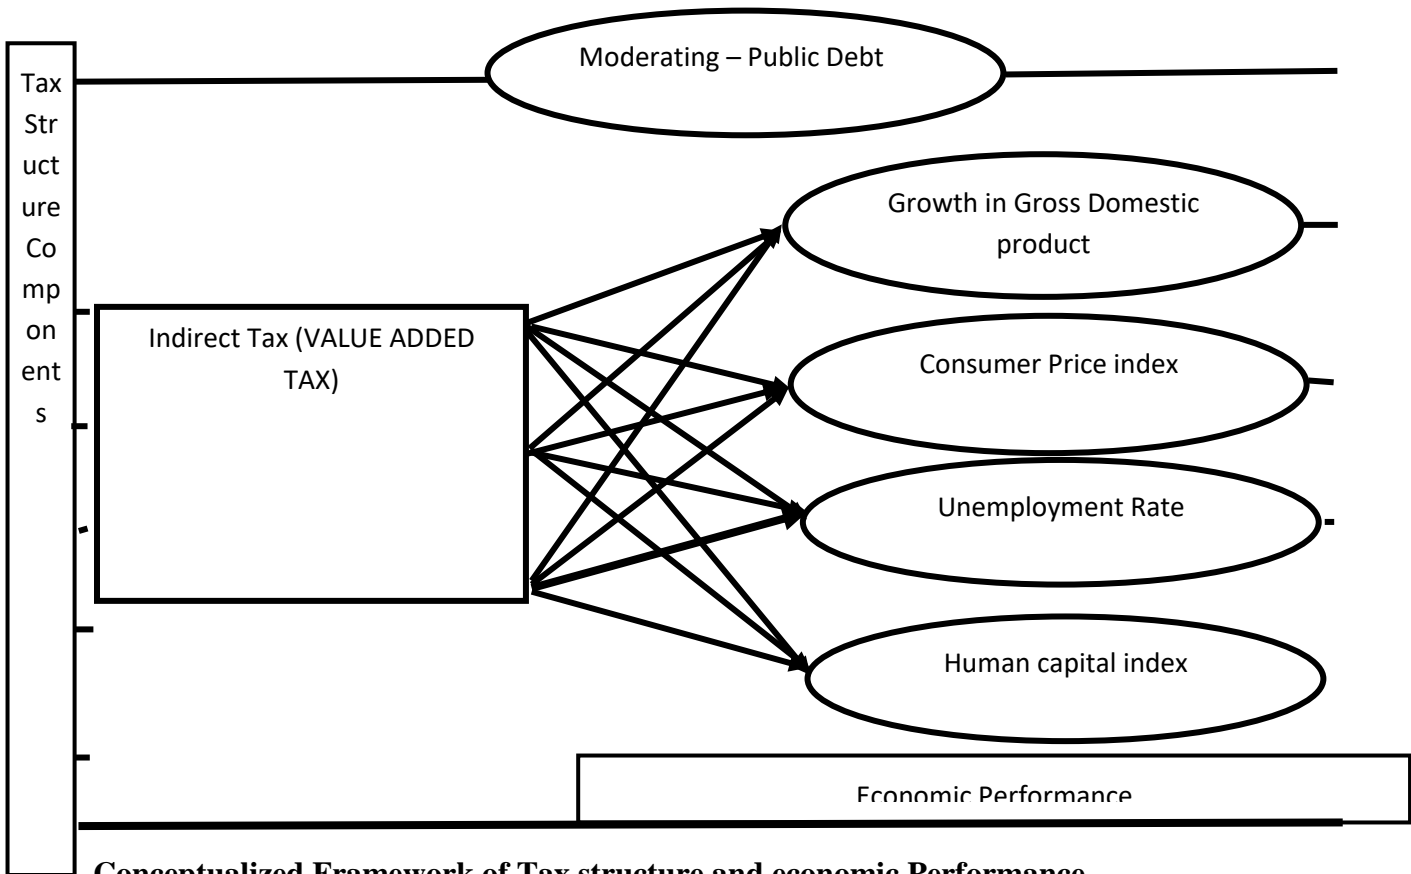 Moderating – Public Debt
Tax
Str
uct
ure
Co
mp
on
ent
s
Growth in Gross Domestic
product
Indirect Tax (VALUE ADDED
TAX)
Consumer Price index
Unemployment Rate
Human capital index
Economic Performance
Conceptualized Framework of Tax structure and economic Performance